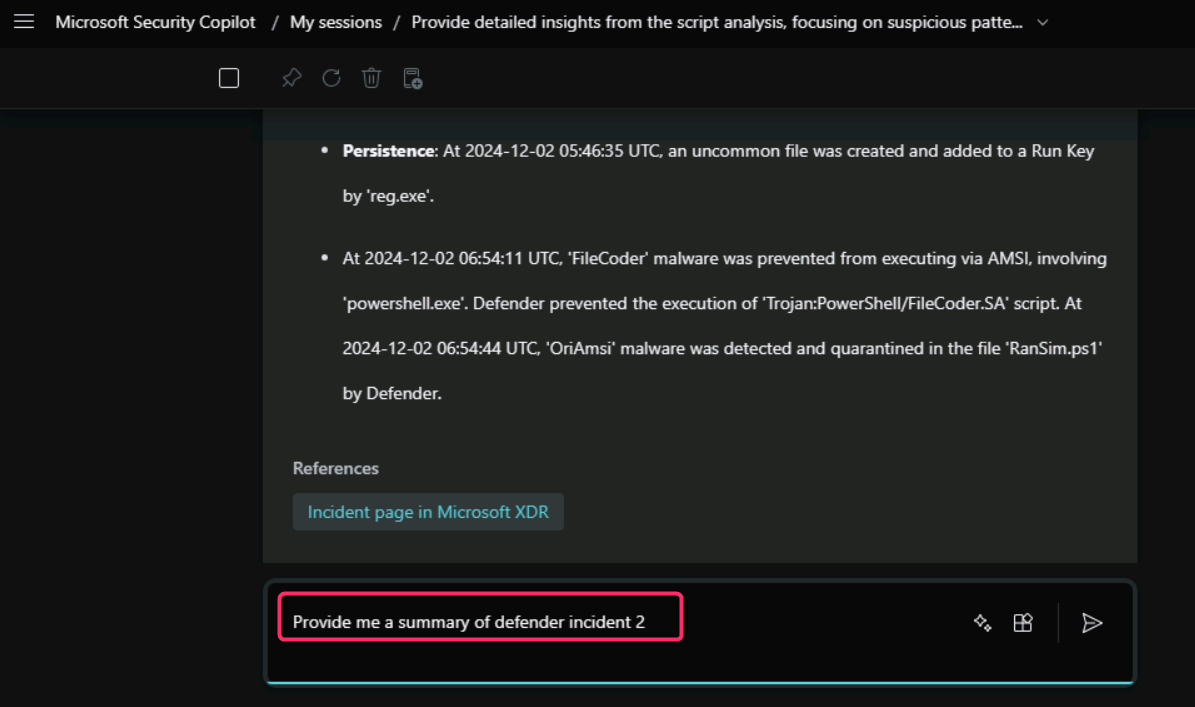 Microsoft Security Copilot / My sessions / Provide detailed insights from the script analysis, focusing on suspicious patte...
• Persistence: At 2024-12-02 05:46:35 UTC, an uncommon file was created and added to a Run Key
by 'reg.exe'.
• At 2024-12-02 06:54:11 UTC, 'FileCoder' malware was prevented from executing via AMSI, involving
'powershell.exe'. Defender prevented the execution of 'Trojan:PowerShell/FileCoder.SA' script. At
2024-12-02 06:54:44 UTC, 'OriAmsi' malware was detected and quarantined in the file 'RanSim.ps1'
by Defender.
References
Incident page in Microsoft XDR
Provide me a summary of defender incident 2